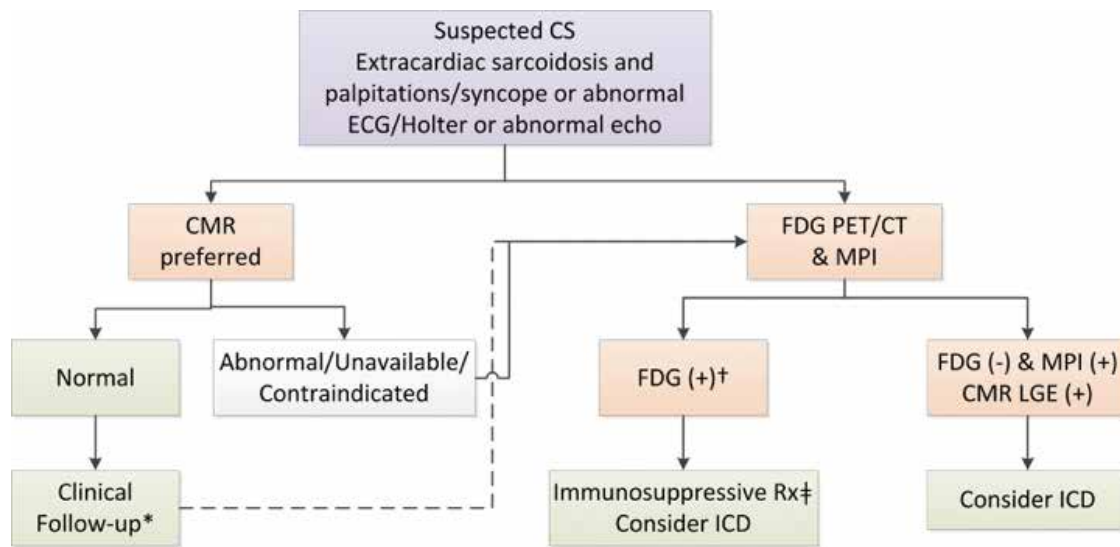 Suspected CS
Extracardiac sarcoidosis and
palpitations/syncope or abnormal
ECG/Holter or abnormal echo
CMR
preferred
FDG PET/CT
& MPI
Normal
Abnormal/Unavailable/
Contraindicated
FDG (+)†
FDG (-) & MPI (+)
CMR LGE (+)
Clinical
Follow-up*
Immunosuppressive Rx‡
Consider ICD
Consider ICD